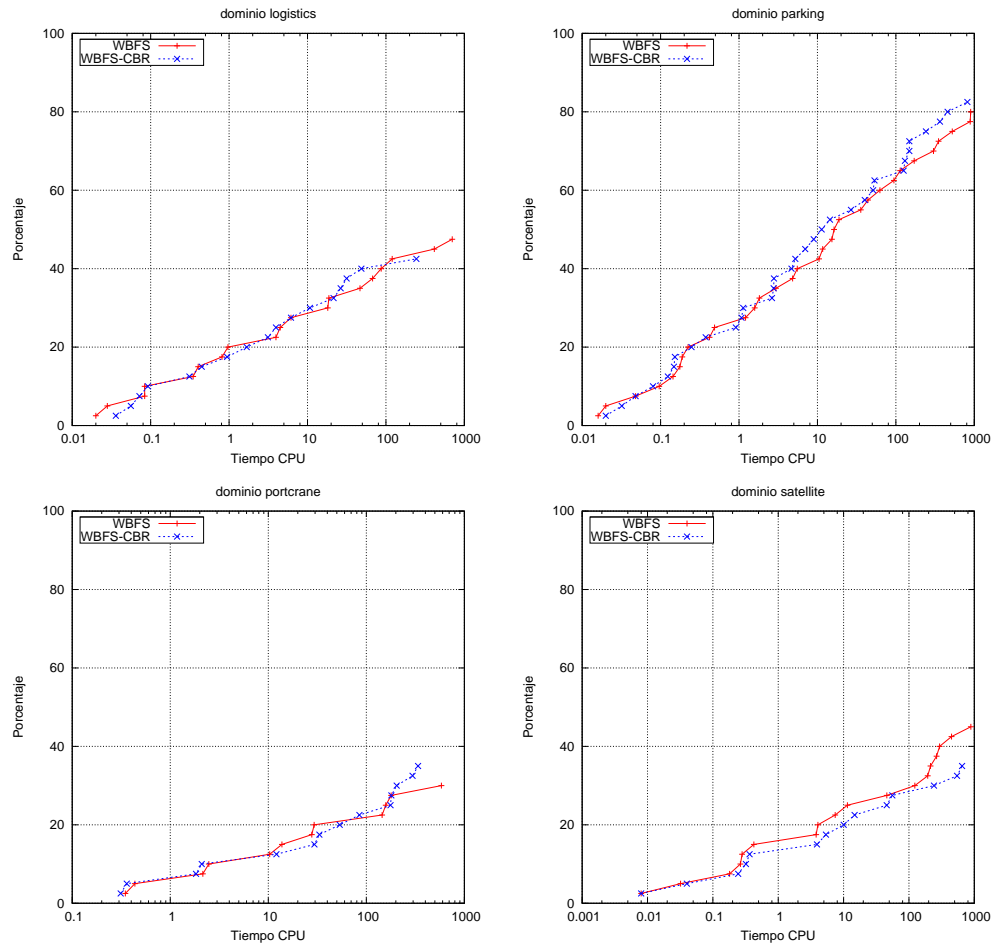 dominio logistics
100
80
60
40
20
0
Porcentaje
WBFS
WBFS-CBR
0.01 0.1 1 10 100 1000
Tiempo CPU
dominio parking
100
80
60
40
20
0
Porcentaje
WBFS
WBFS-CBR
0.01 0.1 1 10 100 1000
Tiempo CPU
dominio portcrane
100
80
60
40
20
0
Porcentaje
WBFS
WBFS-CBR
0.1 1 10 100 1000
Tiempo CPU
dominio satellite
100
80
60
40
20
0
Porcentaje
WBFS
WBFS-CBR
0.001 0.01 0.1 1 10 100 1000
Tiempo CPU